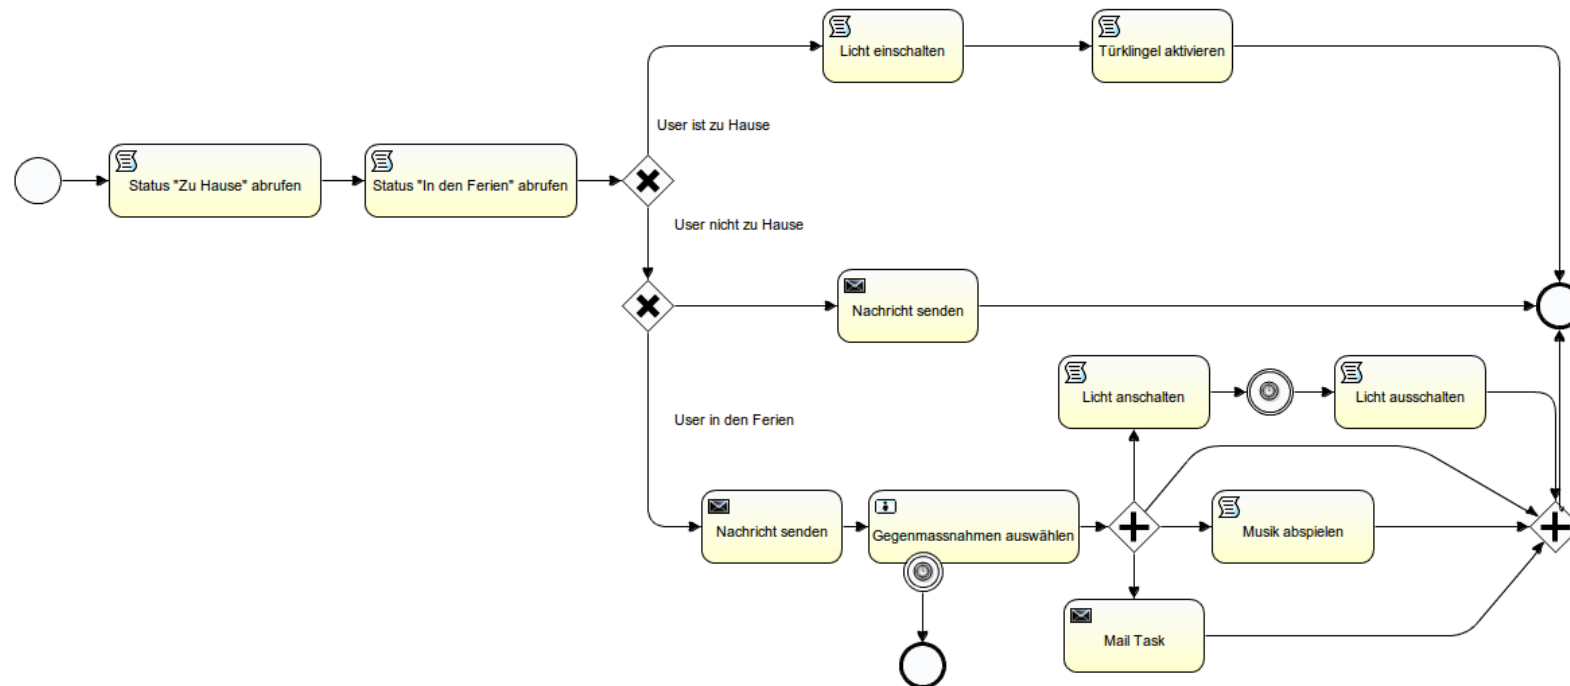 Licht einschalten
Türklingel aktivieren
User ist zu Hause
Status "Zu Hause" abrufen
Status "In den Ferien" abrufen
User nicht zu Hause
Nachricht senden
Licht anschalten
Licht ausschalten
User in den Ferien
Nachricht senden
Gegenmassnahmen auswählen
Musik abspielen
Mail Task